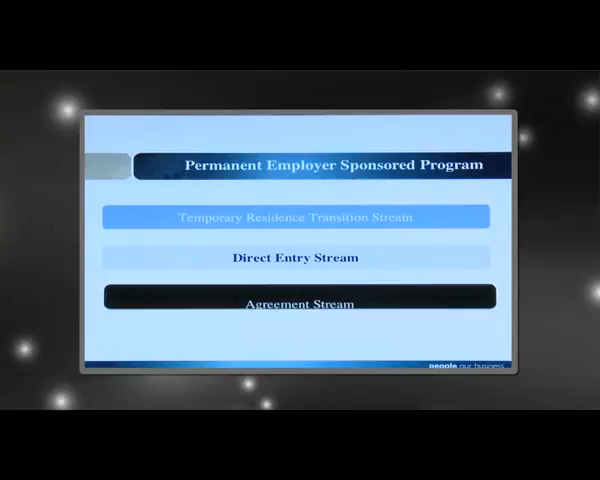 Permanent Employer Sponsored Program
Temporary Residence Transition Stream
Direct Entry Stream
Agreement Stream
people our business